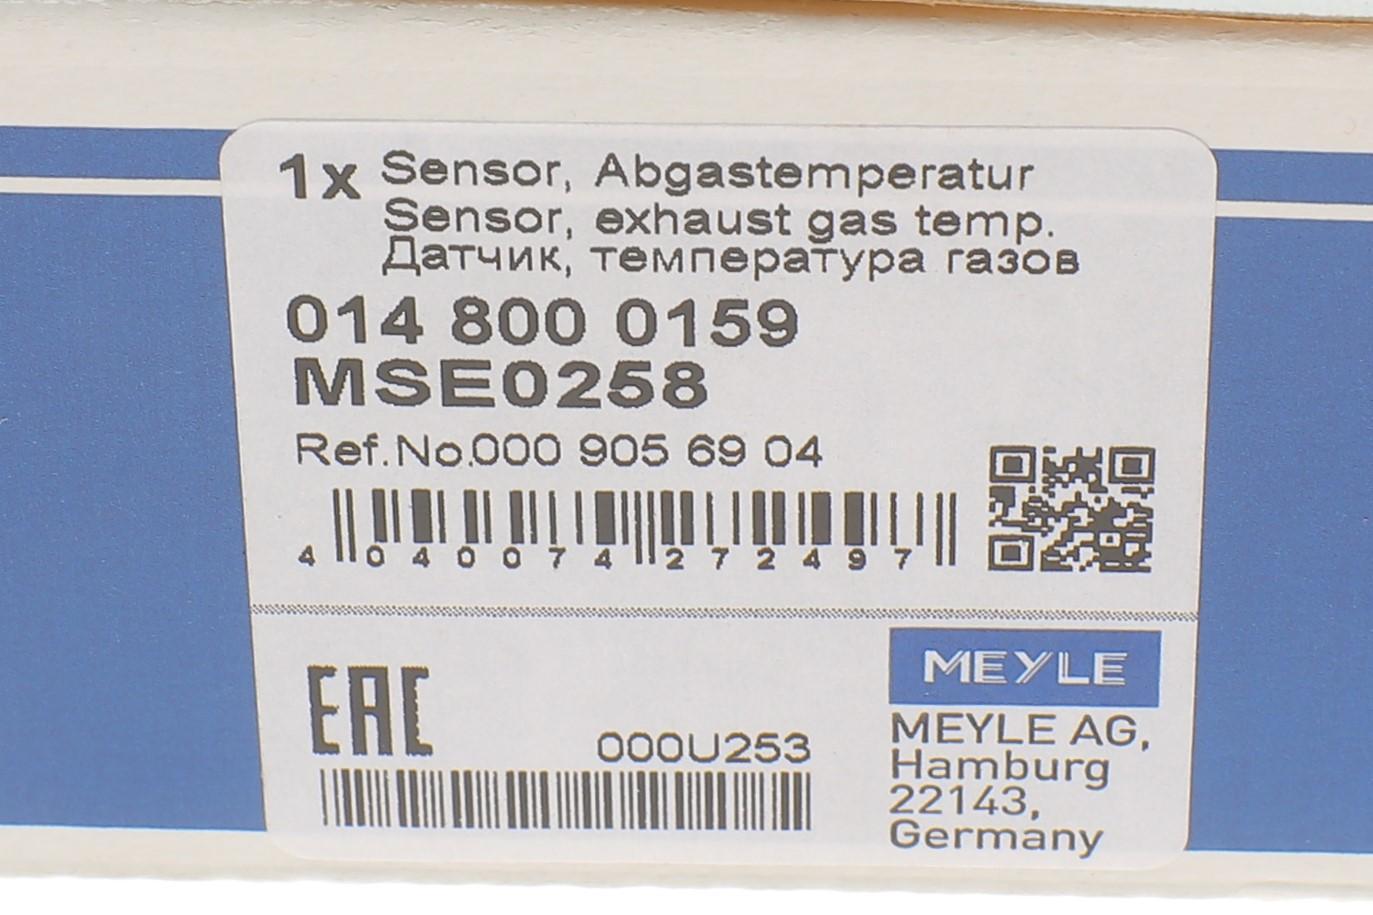 1x Sensor, Abgastemperatur
Sensor, exhaust gas temp.
Датчик, температура газов
014 800 0159
MSE0258
Ref.No.000 905 69 04
4 040074 272497
EAC
000U253
MEYLE
MEYLE AG,
Hamburg
22143,
Germany